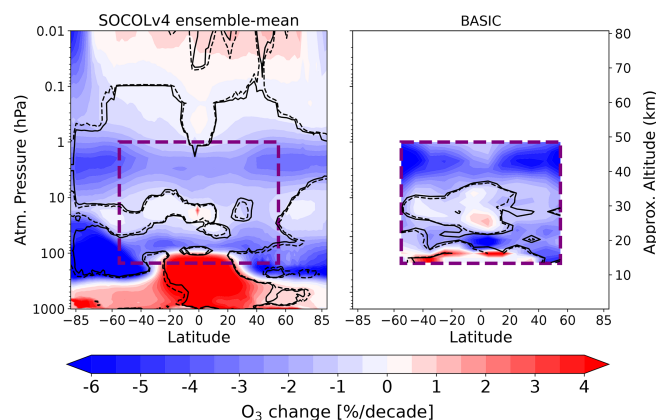 SOCOLv4 ensemble-mean
BASIC
Atm. Pressure (hPa)
0.01
0.1
1
10
100
1000
−85 −60 −40 −20 0 20 40 60 85
Latitude
−85 −60 −40 −20 0 20 40 60 85
Latitude
80
70
60
50
40
30
20
10
Approx. Altitude (km)
−6 −5 −4 −3 −2 −1 0 1 2 3 4
O₃ change [%/decade]